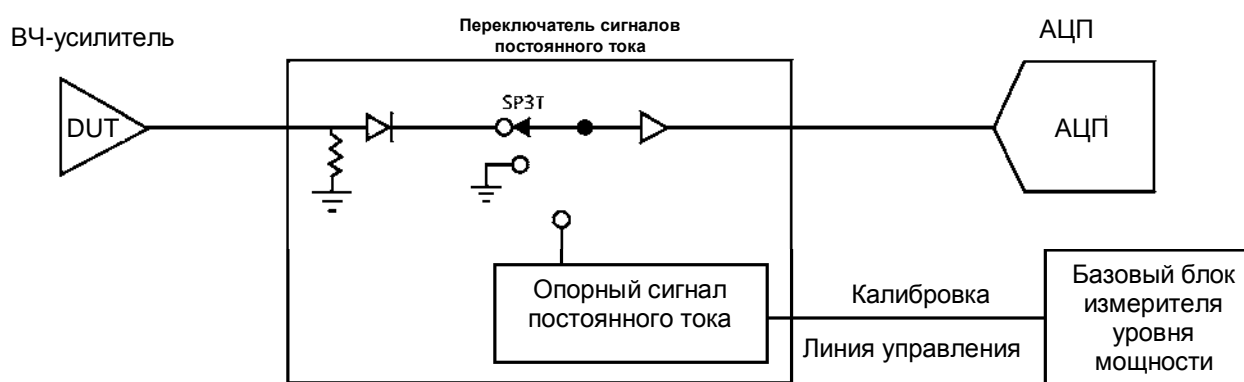 Переключатель сигналов
постоянного тока
ВЧ-усилитель
АЦП
SP3T
DUT
АЦП
Опорный сигнал
постоянного тока
Калибровка
Линия управления
Базовый блок
измерителя
уровня
мощности